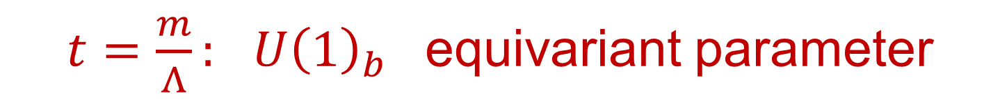 t = m/Λ: U(1)_b equivariant parameter